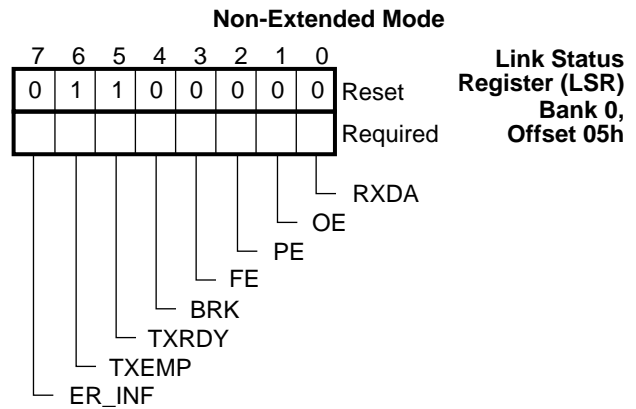 Non-Extended Mode
7 6 5 4 3 2 1 0
Link Status
Register (LSR)
Bank 0,
Offset 05h
0 1 1 0 0 0 0 0 Reset
Required
RXDA
OE
PE
FE
BRK
TXRDY
TXEMP
ER_INF